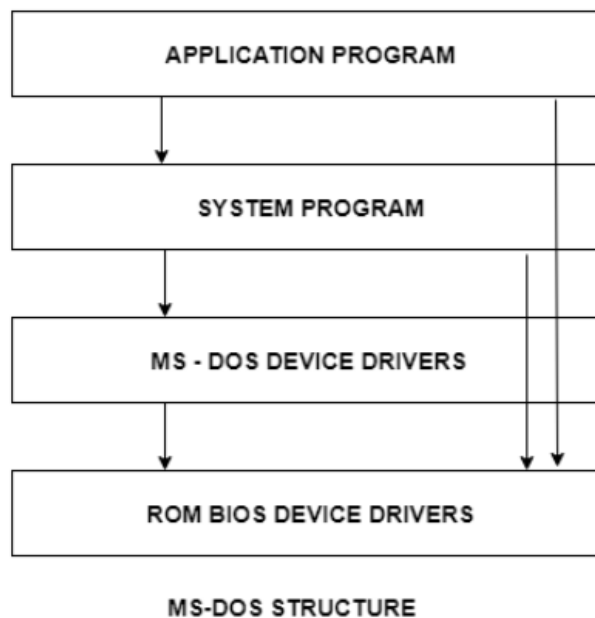 APPLICATION PROGRAM
SYSTEM PROGRAM
MS - DOS DEVICE DRIVERS
ROM BIOS DEVICE DRIVERS
MS-DOS STRUCTURE